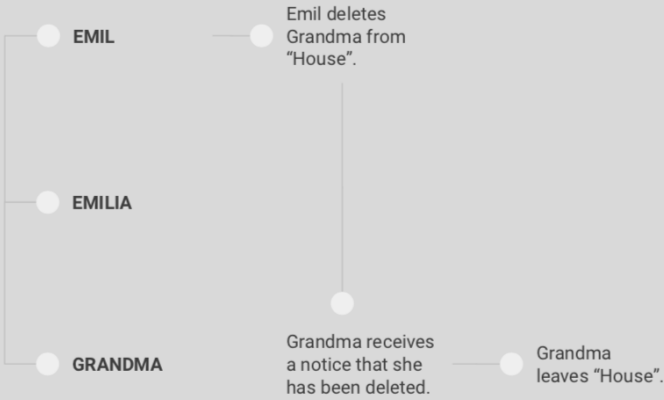 EMIL
Emil deletes
Grandma from
“House”.
EMILIA
GRANDMA
Grandma receives
a notice that she
has been deleted.
Grandma
leaves “House”.